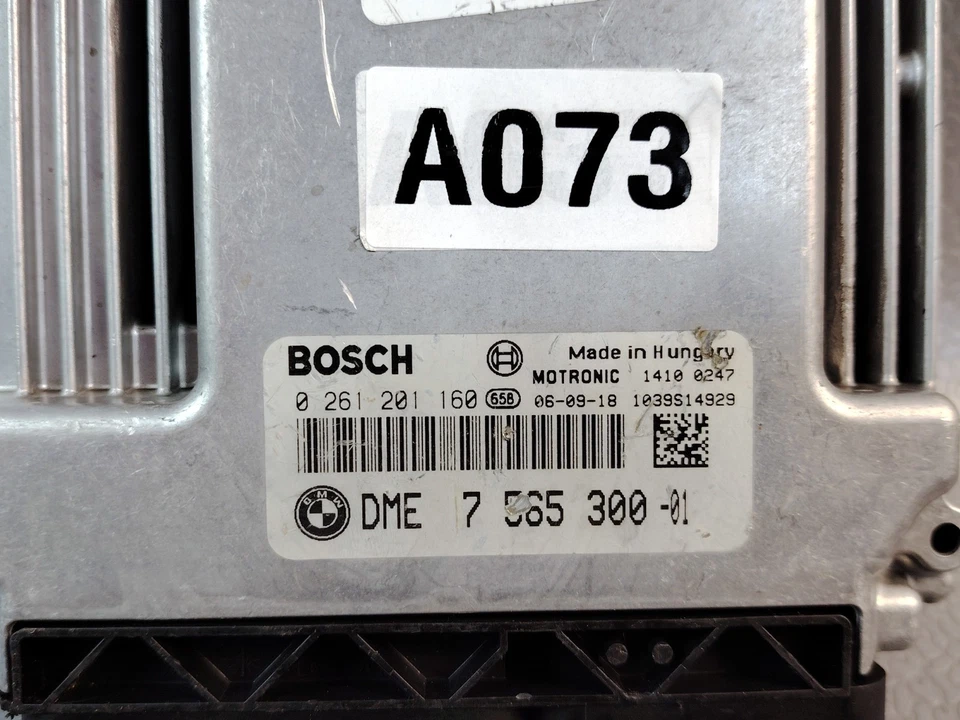 A073
BOSCH
Made in Hungary
MOTRONIC 1410 0247
0 261 201 160 658 06-09-18 1039S14929
BMW DME 7 565 300 -01